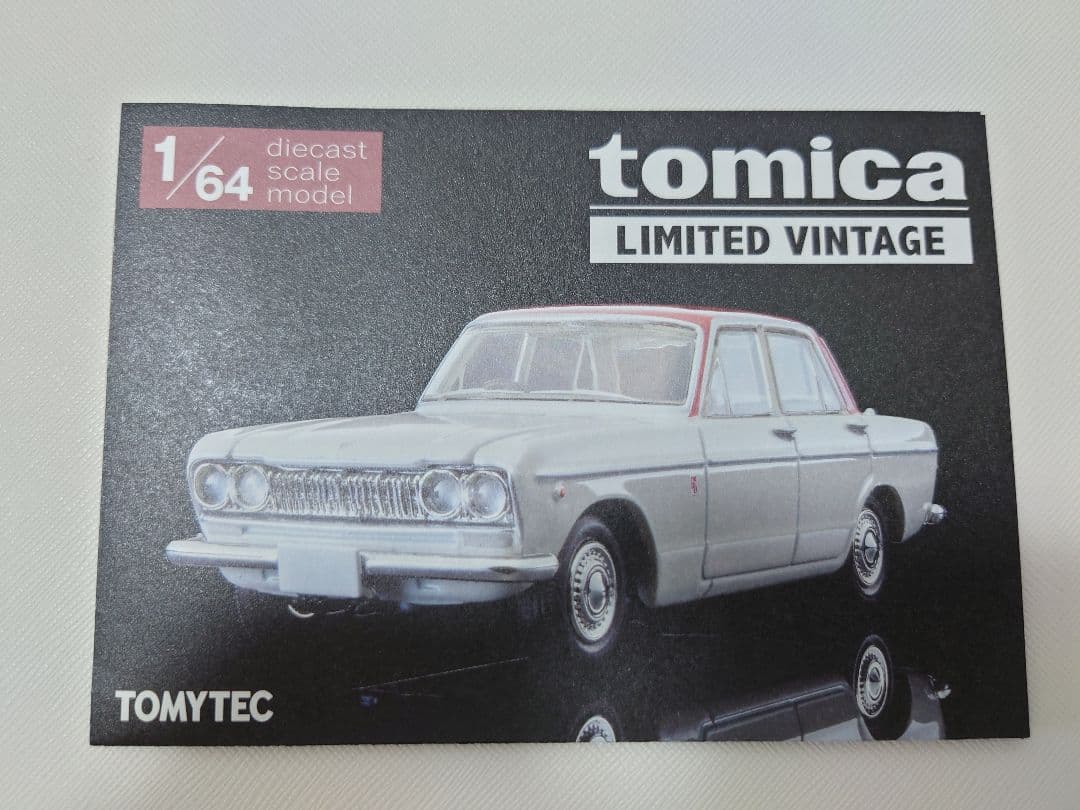 1/64
diecast
scale
model
tomica
LIMITED VINTAGE
TOMYTEC